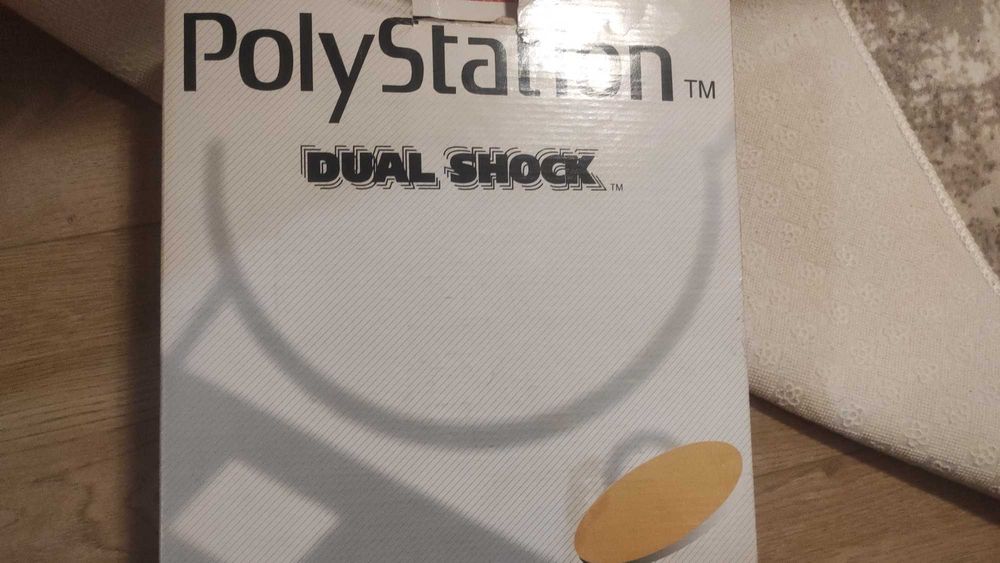 PolyStation™
DUAL SHOCK™